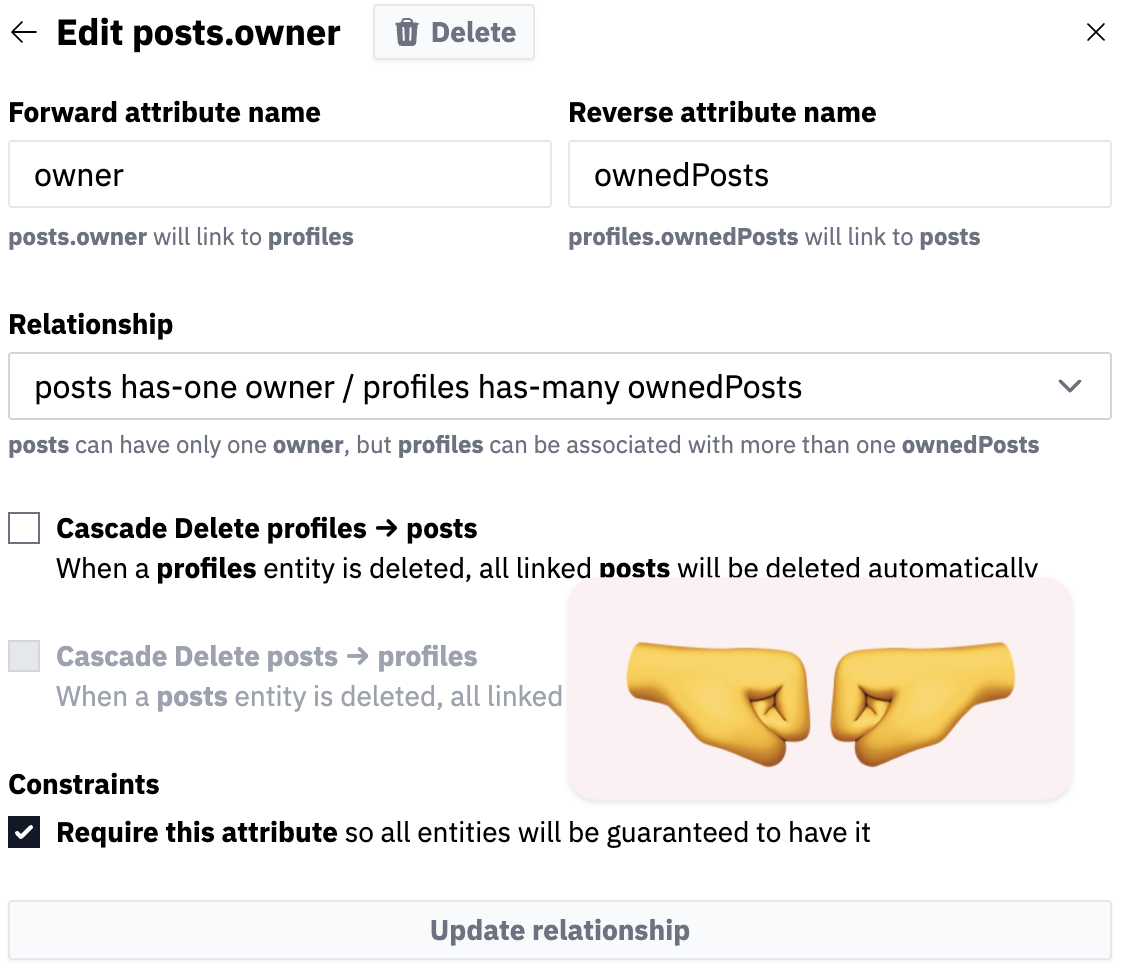 Edit posts.owner
Delete
Forward attribute name
Reverse attribute name
owner
ownedPosts
posts.owner will link to profiles
profiles.ownedPosts will link to posts
Relationship
posts has-one owner / profiles has-many ownedPosts
posts can have only one owner, but profiles can be associated with more than one ownedPosts
Cascade Delete profiles → posts
When a profiles entity is deleted, all linked posts will be deleted automatically
Cascade Delete posts → profiles
When a posts entity is deleted, all linked
Constraints
Require this attribute so all entities will be guaranteed to have it
Update relationship